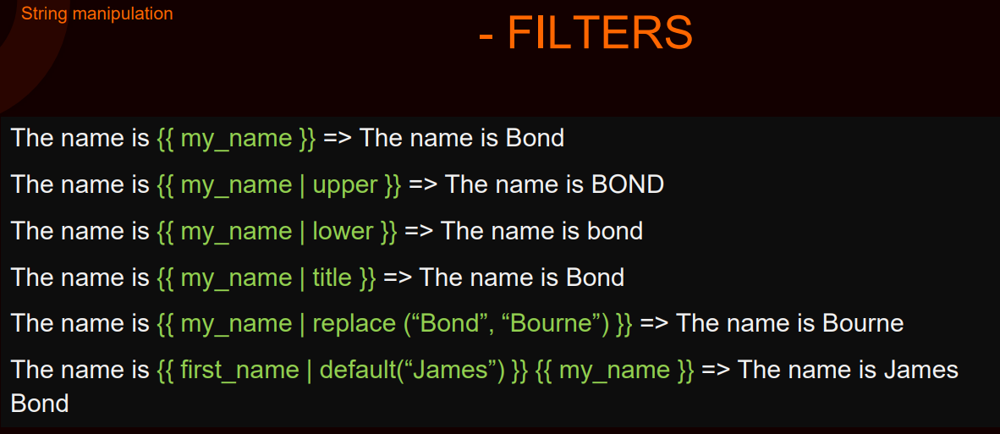 String manipulation
- FILTERS
The name is {{ my_name }} => The name is Bond
The name is {{ my_name | upper }} => The name is BOND
The name is {{ my_name | lower }} => The name is bond
The name is {{ my_name | title }} => The name is Bond
The name is {{ my_name | replace (“Bond”, “Bourne”) }} => The name is Bourne
The name is {{ first_name | default(“James”) }} {{ my_name }} => The name is James
Bond